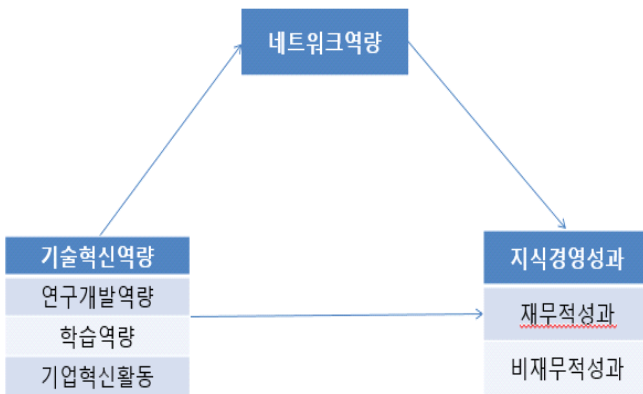 네트워크역량
기술혁신역량
연구개발역량
학습역량
기업혁신활동
지식경영성과
재무적성과
비재무적성과